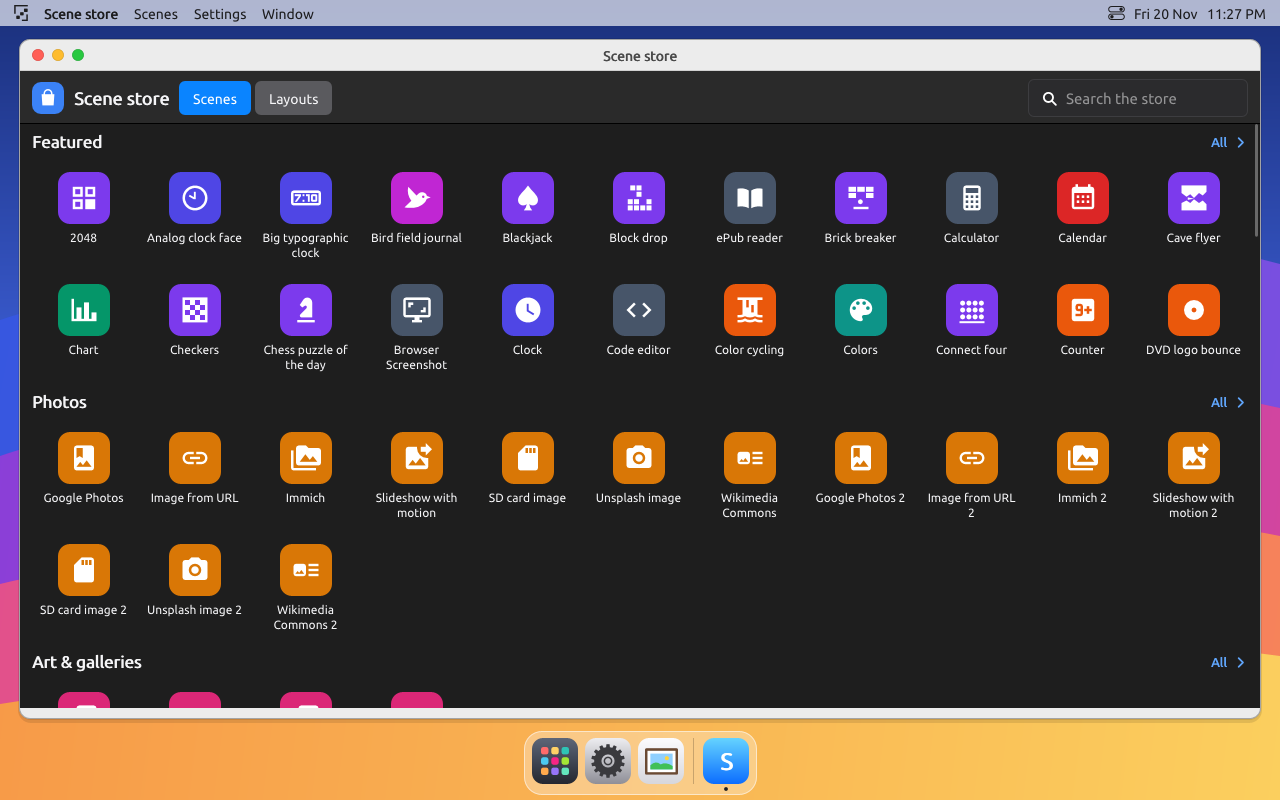 Scene store Scenes Settings Window Fri 20 Nov 11:27 PM
Scene store
Scene store Scenes Layouts Search the store
Featured All
7:10
2048 Analog clock face Big typographic clock Bird field journal Blackjack Block drop ePub reader Brick breaker Calculator Calendar Cave flyer
9+
Chart Checkers Chess puzzle of the day Browser Screenshot Clock Code editor Color cycling Colors Connect four Counter DVD logo bounce
Photos All
Google Photos Image from URL Immich Slideshow with motion SD card image Unsplash image Wikimedia Commons Google Photos 2 Image from URL 2 Immich 2 Slideshow with motion 2
SD card image 2 Unsplash image 2 Wikimedia Commons 2
Art & galleries All
S